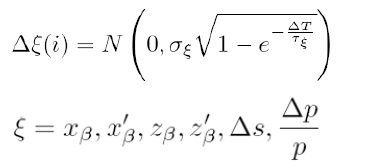 Δξ(i) = N(0, σ_ξ √(1 − e^{−ΔT/τ_ξ}))
ξ = x_β, x′_β, z_β, z′_β, Δs, Δp/p